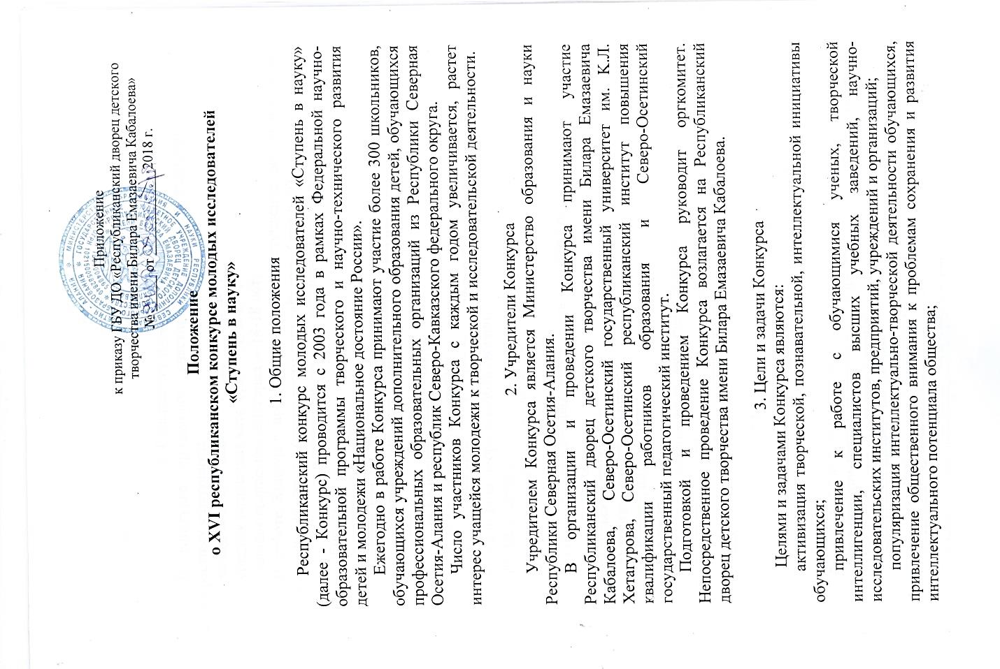 Приложение
к приказу ГБУ ДО «Республиканский дворец детского
творчества имени Билара Емазаевича Кабалоева»
№ от 2018 г.
Положение
о XVI республиканском конкурсе молодых исследователей
«Ступень в науку»
1. Общие положения
Республиканский конкурс молодых исследователей «Ступень в науку»
(далее - Конкурс) проводится с 2003 года в рамках Федеральной научно-
образовательной программы творческого и научно-технического развития
детей и молодежи «Национальное достояние России».
Ежегодно в работе Конкурса принимают участие более 300 школьников,
обучающихся учреждений дополнительного образования детей, обучающихся
профессиональных образовательных организаций из Республики Северная
Осетия-Алания и республик Северо-Кавказского федерального округа.
Число участников Конкурса с каждым годом увеличивается, растет
интерес учащейся молодежи к творческой и исследовательской деятельности.
2. Учредители Конкурса
Учредителем Конкурса является Министерство образования и науки
Республики Северная Осетия-Алания.
В организации и проведении Конкурса принимают участие
Республиканский дворец детского творчества имени Билара Емазаевича
Кабалоева, Северо-Осетинский государственный университет им. К.Л.
Хетагурова, Северо-Осетинский республиканский институт повышения
квалификации работников образования и Северо-Осетинский
государственный педагогический институт.
Подготовкой и проведением Конкурса руководит оргкомитет.
Непосредственное проведение Конкурса возлагается на Республиканский
дворец детского творчества имени Билара Емазаевича Кабалоева.
3. Цели и задачи Конкурса
Целями и задачами Конкурса являются:
активизация творческой, познавательной, интеллектуальной инициативы
обучающихся;
привлечение к работе с обучающимися ученых, творческой
интеллигенции, специалистов высших учебных заведений, научно-
исследовательских институтов, предприятий, учреждений и организаций;
популяризация интеллектуально-творческой деятельности обучающихся,
привлечение общественного внимания к проблемам сохранения и развития
интеллектуального потенциала общества;